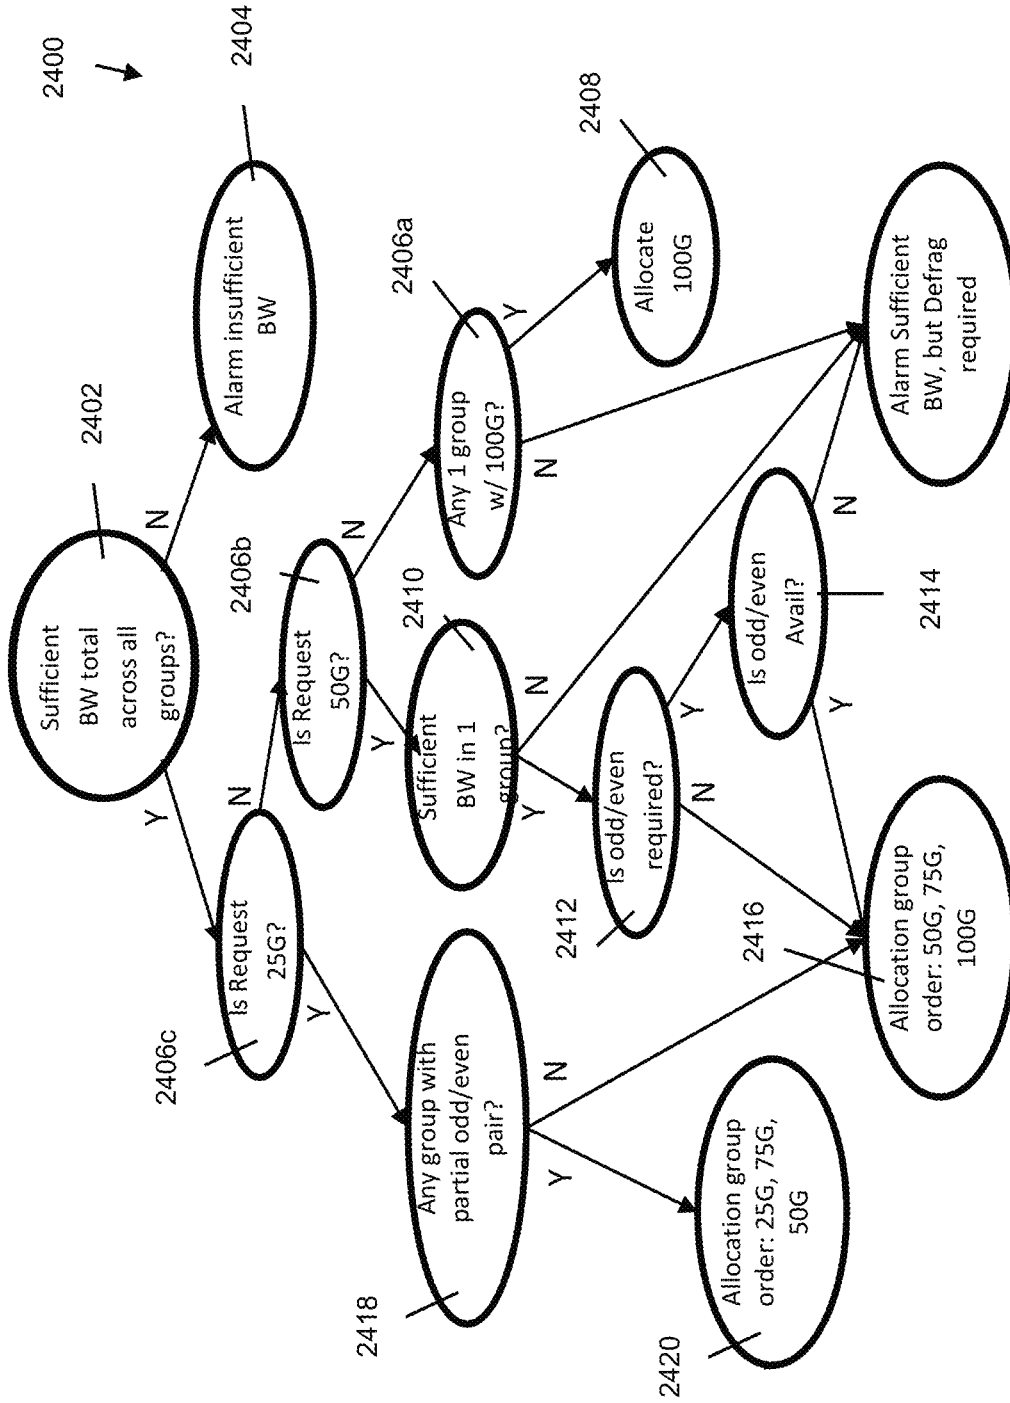 2400
2402
Sufficient
BW total
across all
groups?
2404
Y
N
Alarm insufficient
BW
2406c
Is Request
25G?
N
2406b
Is Request
50G?
Y
Y
N
2406a
Any 1 group
w/ 100G?
2418
Any group with
partial odd/even
pair?
2410
Sufficient
BW in 1
group?
Y
2408
Allocate
100G
Y
N
Y
N
N
2412
Is odd/even
required?
N
Y
Is odd/even
Avail?
2414
Y
N
2420
Allocation group
order: 25G, 75G,
50G
2416
Allocation group
order: 50G, 75G,
100G
Alarm Sufficient
BW, but Defrag
required